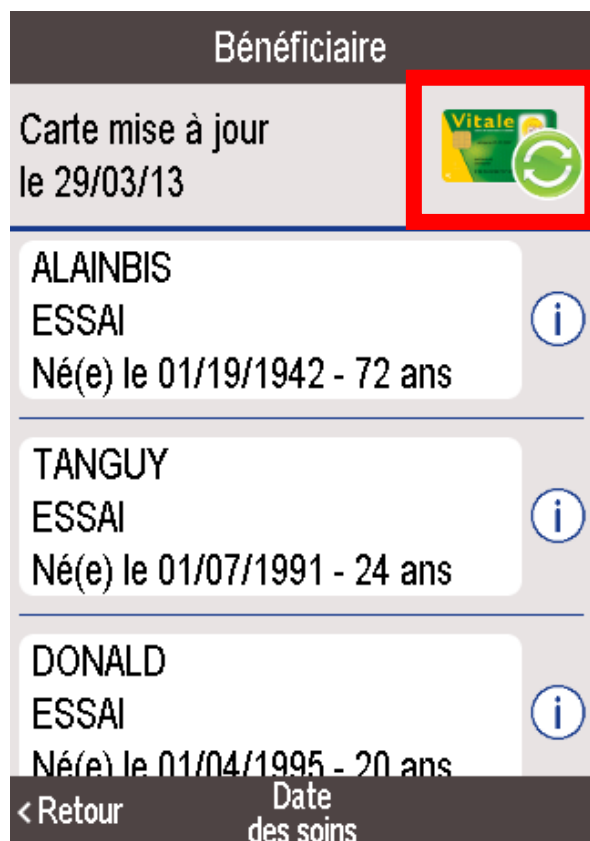 Bénéficiaire
Carte mise à jour
le 29/03/13
Vitale
ALAINBIS
ESSAI
Né(e) le 01/19/1942 - 72 ans
TANGUY
ESSAI
Né(e) le 01/07/1991 - 24 ans
DONALD
ESSAI
Né(e) le 01/04/1995 - 20 ans
< Retour
Date
des soins